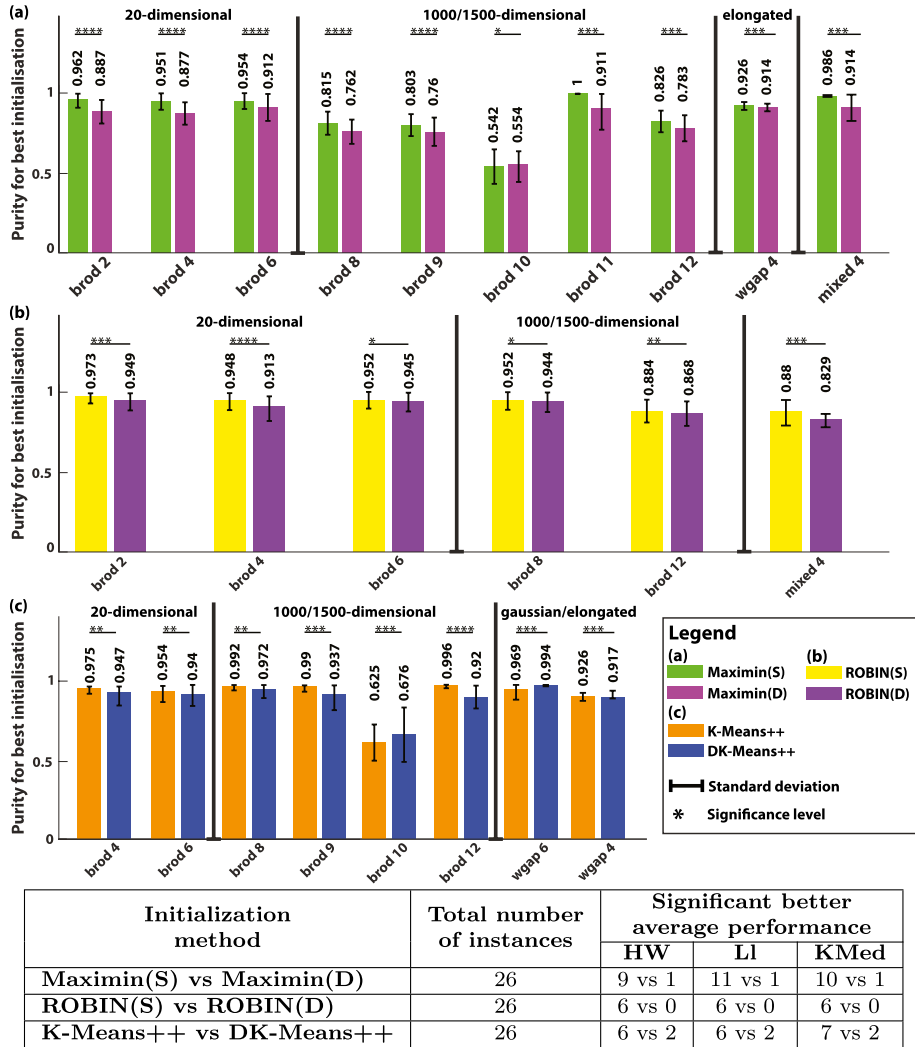 (a)
20-dimensional
1000/1500-dimensional
elongated
**** **** **** **** **** * *** *** *** ***
0.962 0.887 0.951 0.877 0.954 0.912 0.815 0.762 0.803 0.76 0.542 0.554 1 0.911 0.826 0.783 0.926 0.914 0.986 0.914
Purity for best initialisation
1
0.5
0
brod 2 brod 4 brod 6 brod 8 brod 9 brod 10 brod 11 brod 12 wgap 4 mixed 4
(b)
20-dimensional
1000/1500-dimensional
*** **** * * ** ***
0.973 0.949 0.948 0.913 0.952 0.945 0.952 0.944 0.884 0.868 0.88 0.829
Purity for best initialisation
1
0.5
0
brod 2 brod 4 brod 6 brod 8 brod 12 mixed 4
(c)
20-dimensional
1000/1500-dimensional
gaussian/elongated
** ** ** *** *** **** *** ***
0.975 0.947 0.954 0.94 0.992 0.972 0.99 0.937 0.625 0.676 0.996 0.92 0.969 0.994 0.926 0.917
Purity for best initialisation
1
0.5
0
brod 4 brod 6 brod 8 brod 9 brod 10 brod 12 wgap 6 wgap 4
Legend
(a) (b)
Maximin(S) ROBIN(S)
Maximin(D) ROBIN(D)
(c)
K-Means++
DK-Means++
Standard deviation
* Significance level
Initialization method Total number of instances Significant better average performance
HW Ll KMed
Maximin(S) vs Maximin(D) 26 9 vs 1 11 vs 1 10 vs 1
ROBIN(S) vs ROBIN(D) 26 6 vs 0 6 vs 0 6 vs 0
K-Means++ vs DK-Means++ 26 6 vs 2 6 vs 2 7 vs 2